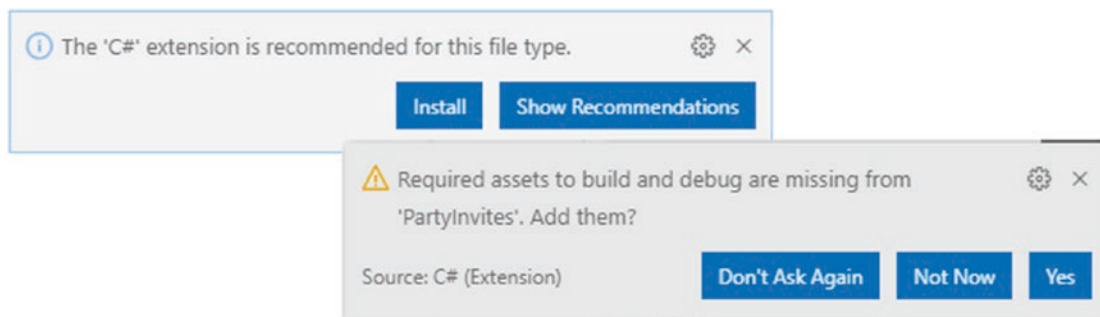 The 'C#' extension is recommended for this file type.
Install Show Recommendations
Required assets to build and debug are missing from
'PartyInvites'. Add them?
Source: C# (Extension) Don't Ask Again Not Now Yes